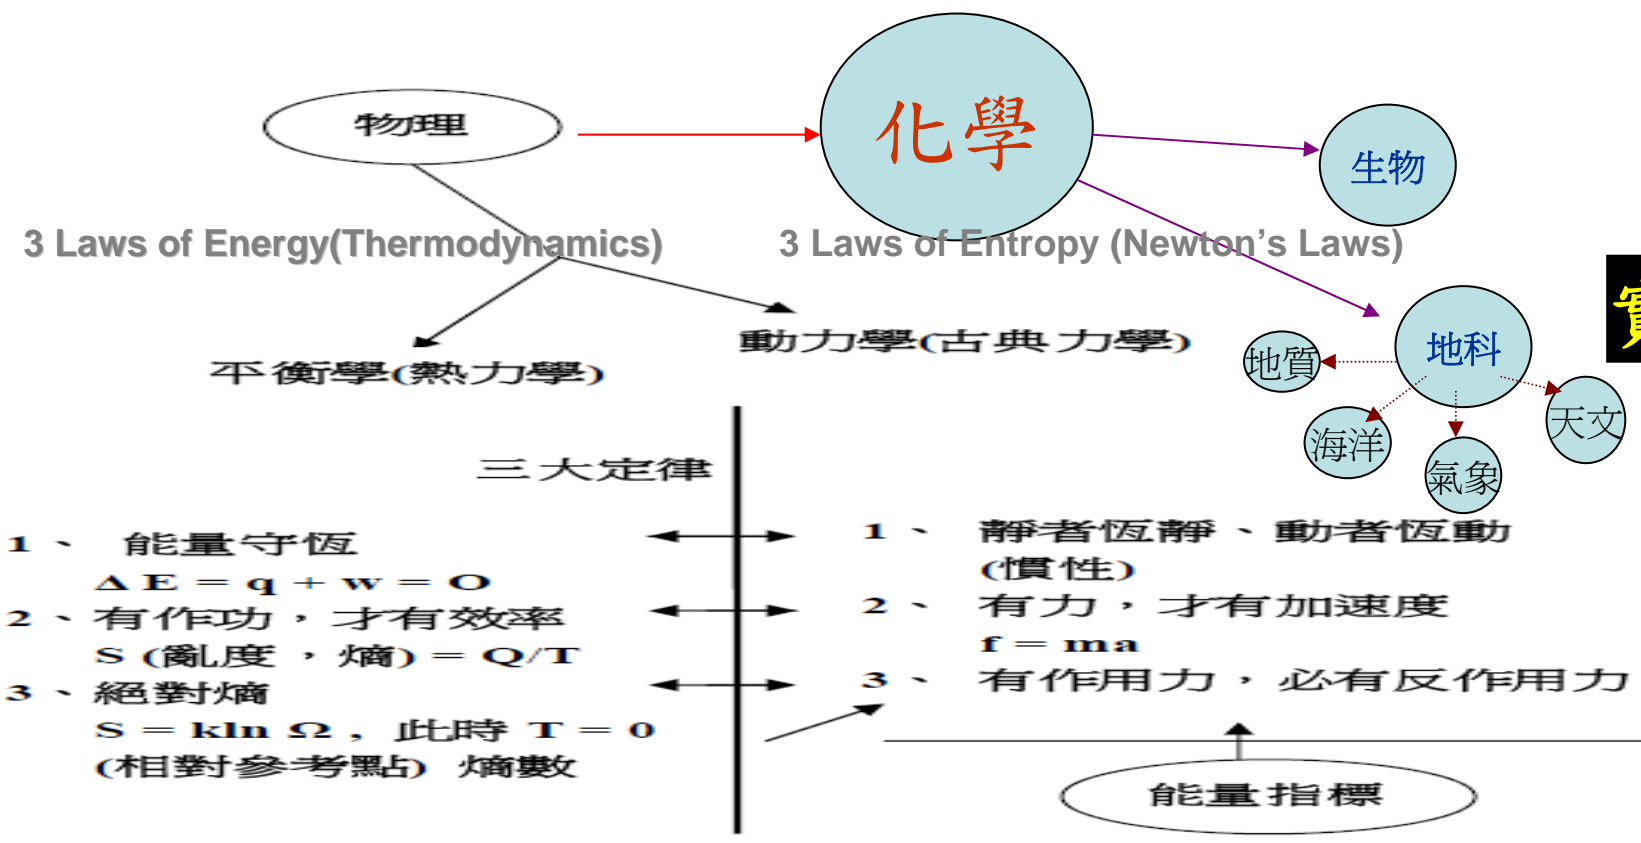 物理
化學
生物
3 Laws of Energy(Thermodynamics)
3 Laws of Entropy (Newton's Laws)
動力學(古典力學)
平衡學(熱力學)
地科
地質
海洋
氣象
天文
三大定律
1、 能量守恆
Δ E = q + w = O
2、有作功，才有效率
S (亂度，熵) = Q/T
3、絕對熵
S = kln Ω , 此時 T = 0
(相對參考點) 熵數
1、 靜者恆靜、動者恆動
(慣性)
2、 有力，才有加速度
f = ma
3、 有作用力，必有反作用力
能量指標